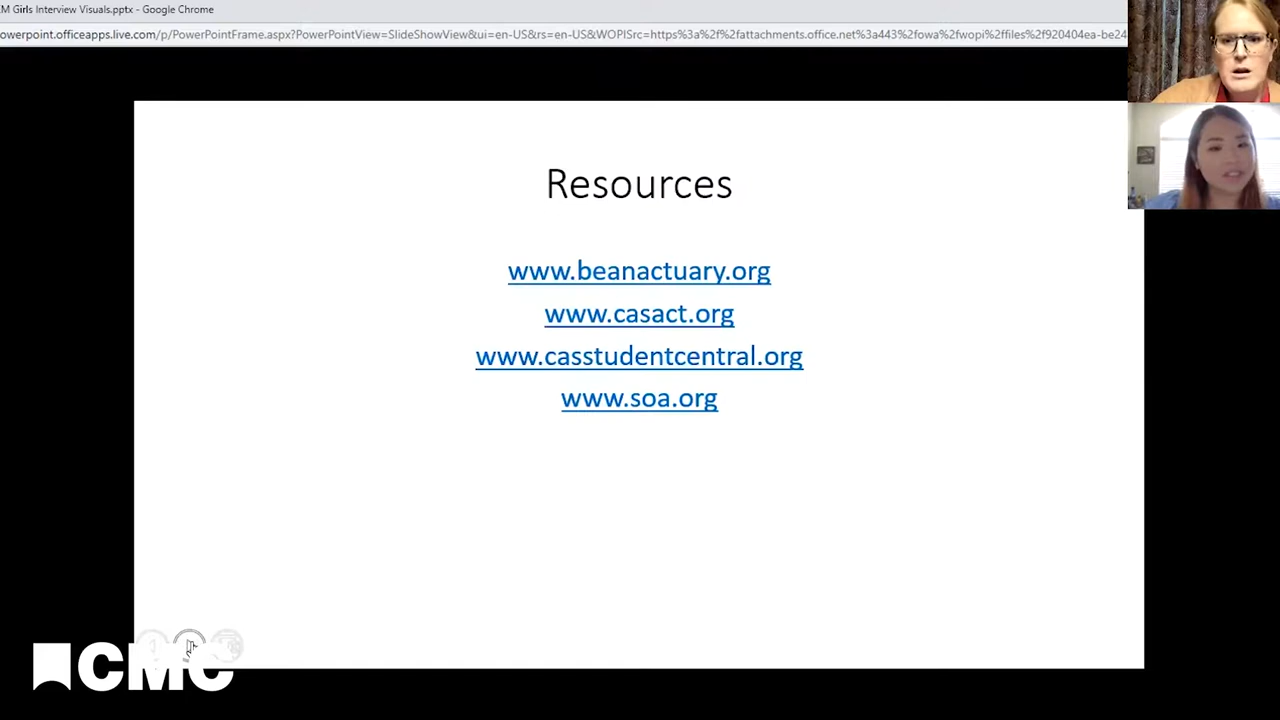 M Girls Interview Visuals.pptx - Google Chrome
owerpoint.officeapps.live.com/p/PowerPointFrame.aspx?PowerPointView=SlideShowView&ui=en-US&rs=en-US&WOPISrc=https%3a%2f%2fattachments.office.net%3a443%2fowa%2fwopi%2ffiles%2f920404ea-be24
Resources
www.beanactuary.org
www.casact.org
www.casstudentcentral.org
www.soa.org
CMC